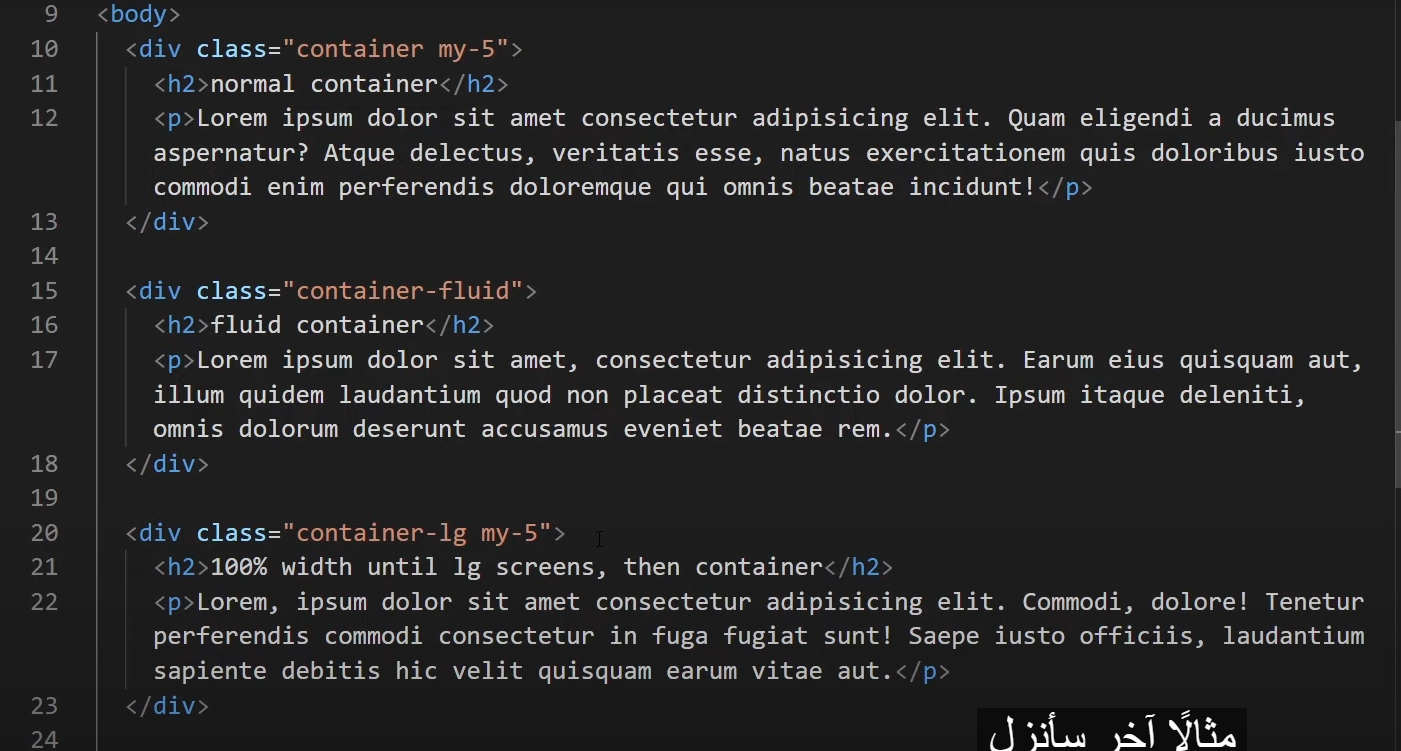 9 <body>
10 <div class="container my-5">
11 <h2>normal container</h2>
12 <p>Lorem ipsum dolor sit amet consectetur adipisicing elit. Quam eligendi a ducimus
aspernatur? Atque delectus, veritatis esse, natus exercitationem quis doloribus iusto
commodi enim perferendis doloremque qui omnis beatae incidunt!</p>
13 </div>
14
15 <div class="container-fluid">
16 <h2>fluid container</h2>
17 <p>Lorem ipsum dolor sit amet, consectetur adipisicing elit. Earum eius quisquam aut,
illum quidem laudantium quod non placeat distinctio dolor. Ipsum itaque deleniti,
omnis dolorum deserunt accusamus eveniet beatae rem.</p>
18 </div>
19
20 <div class="container-lg my-5">
21 <h2>100% width until lg screens, then container</h2>
22 <p>Lorem, ipsum dolor sit amet consectetur adipisicing elit. Commodi, dolore! Tenetur
perferendis commodi consectetur in fuga fugiat sunt! Saepe iusto officiis, laudantium
sapiente debitis hic velit quisquam earum vitae aut.</p>
23 </div>
24
مثالًا آخر سأنزل